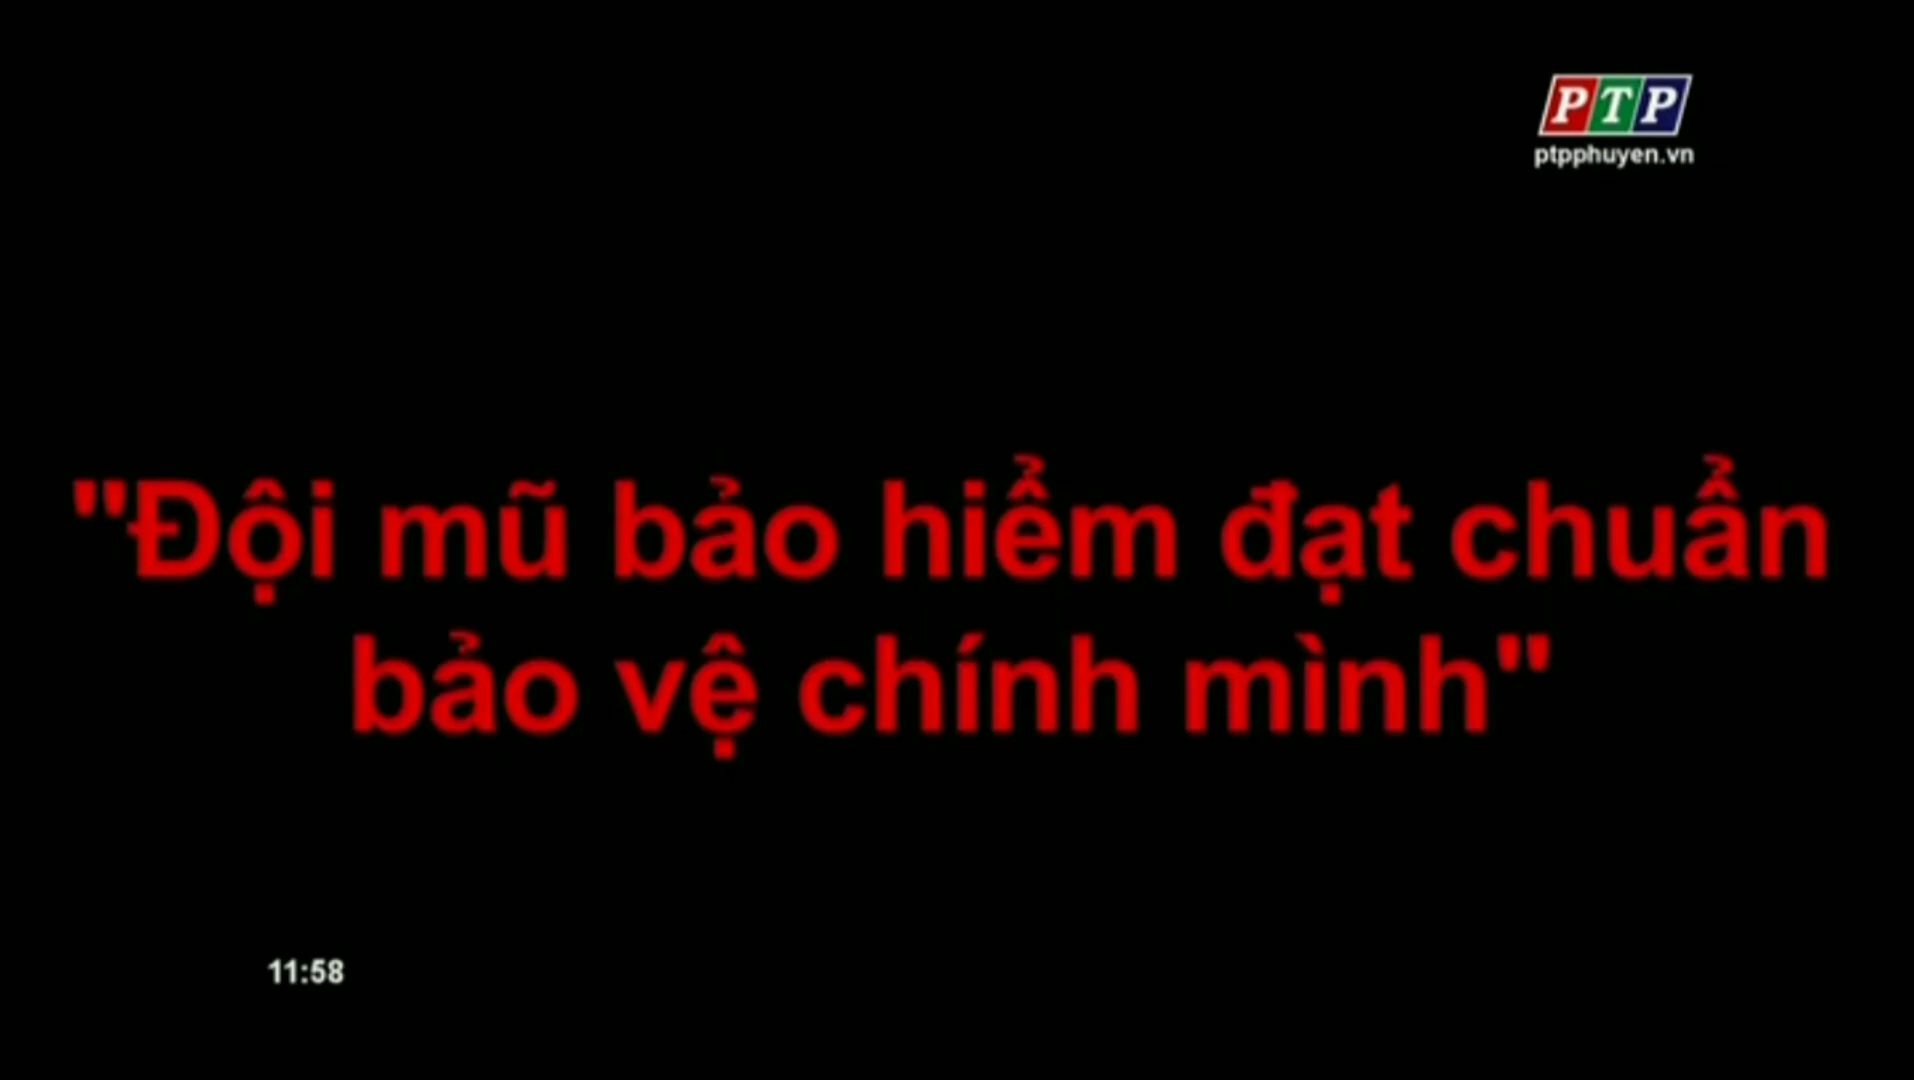 PTP
ptpphuyen.vn
"Đội mũ bảo hiểm đạt chuẩn
bảo vệ chính mình"
11:58